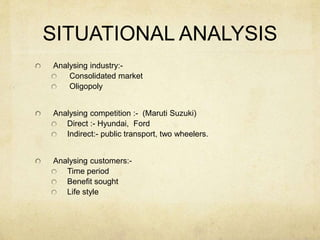 SITUATIONAL ANALYSIS
Analysing industry:-
Consolidated market
Oligopoly
Analysing competition :- (Maruti Suzuki)
Direct :- Hyundai, Ford
Indirect:- public transport, two wheelers.
Analysing customers:-
Time period
Benefit sought
Life style